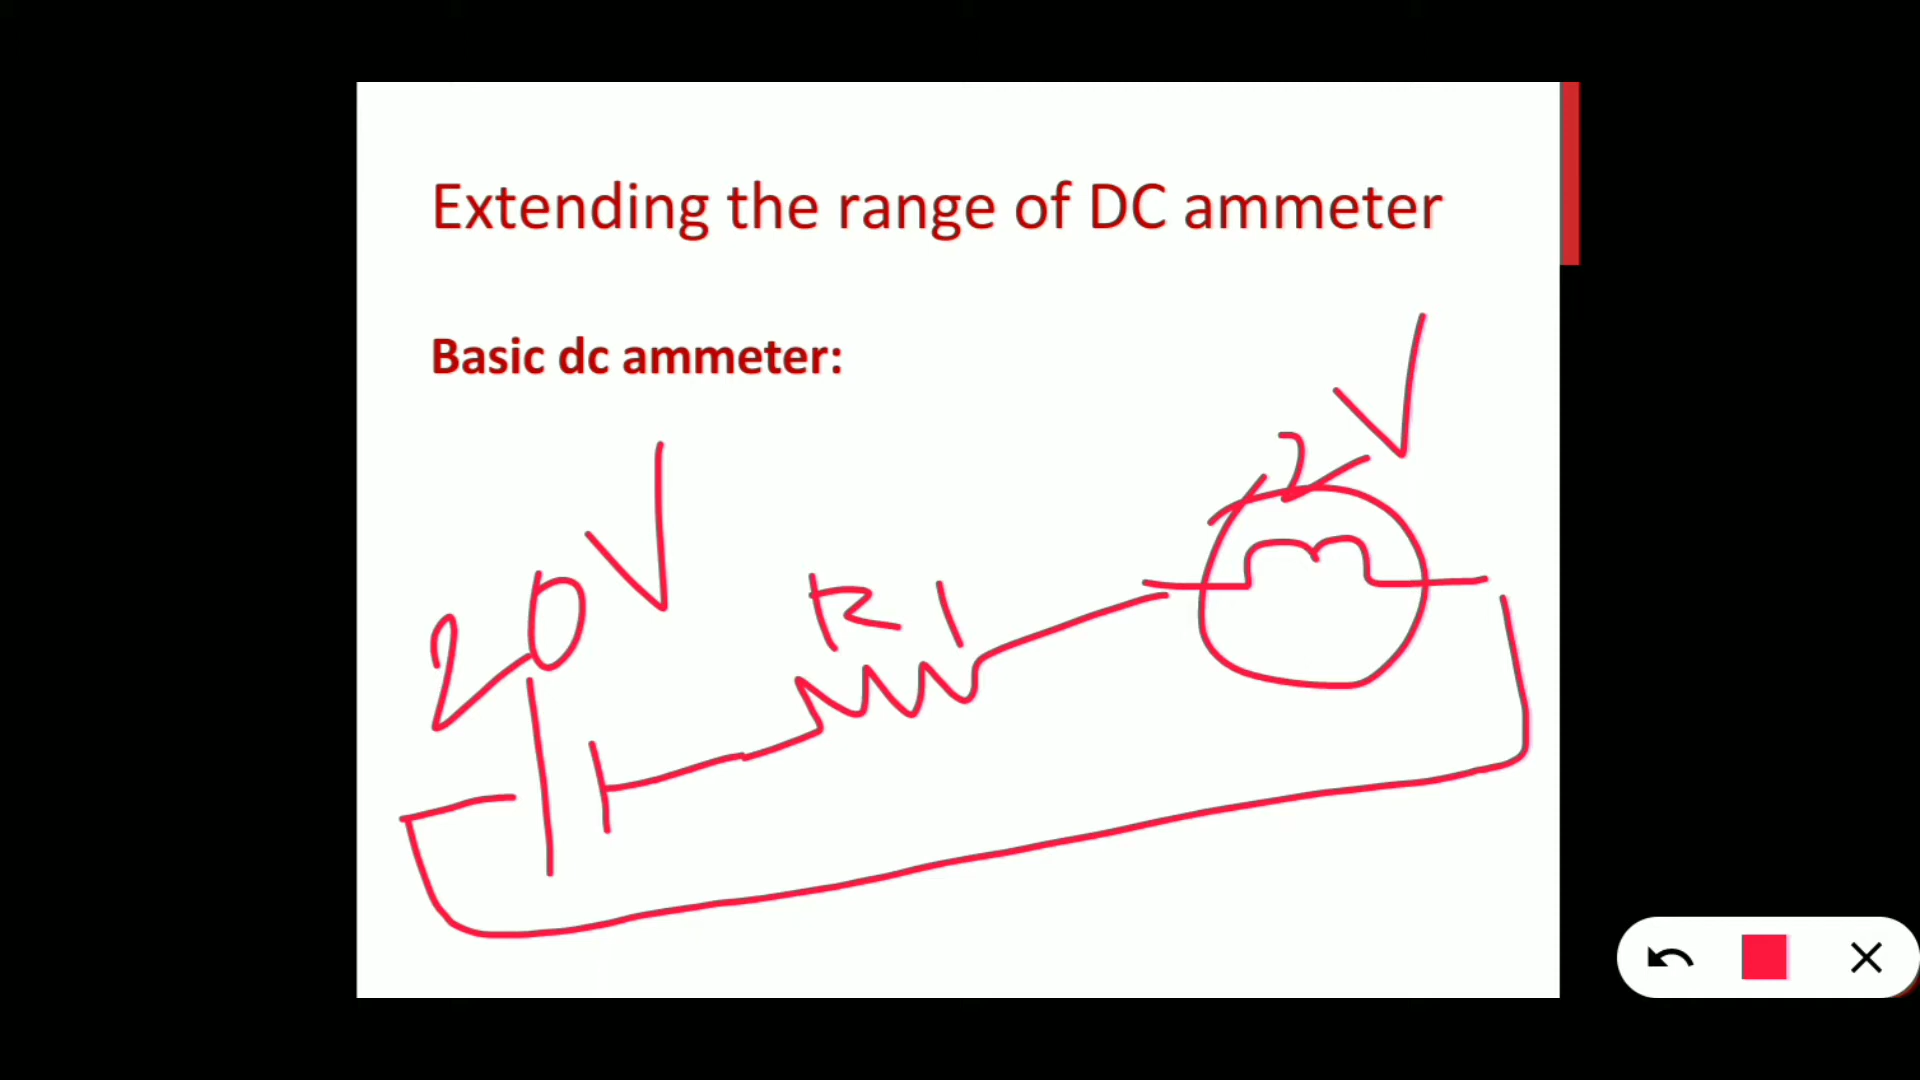 Extending the range of DC ammeter
Basic dc ammeter:
2V
20V
R1